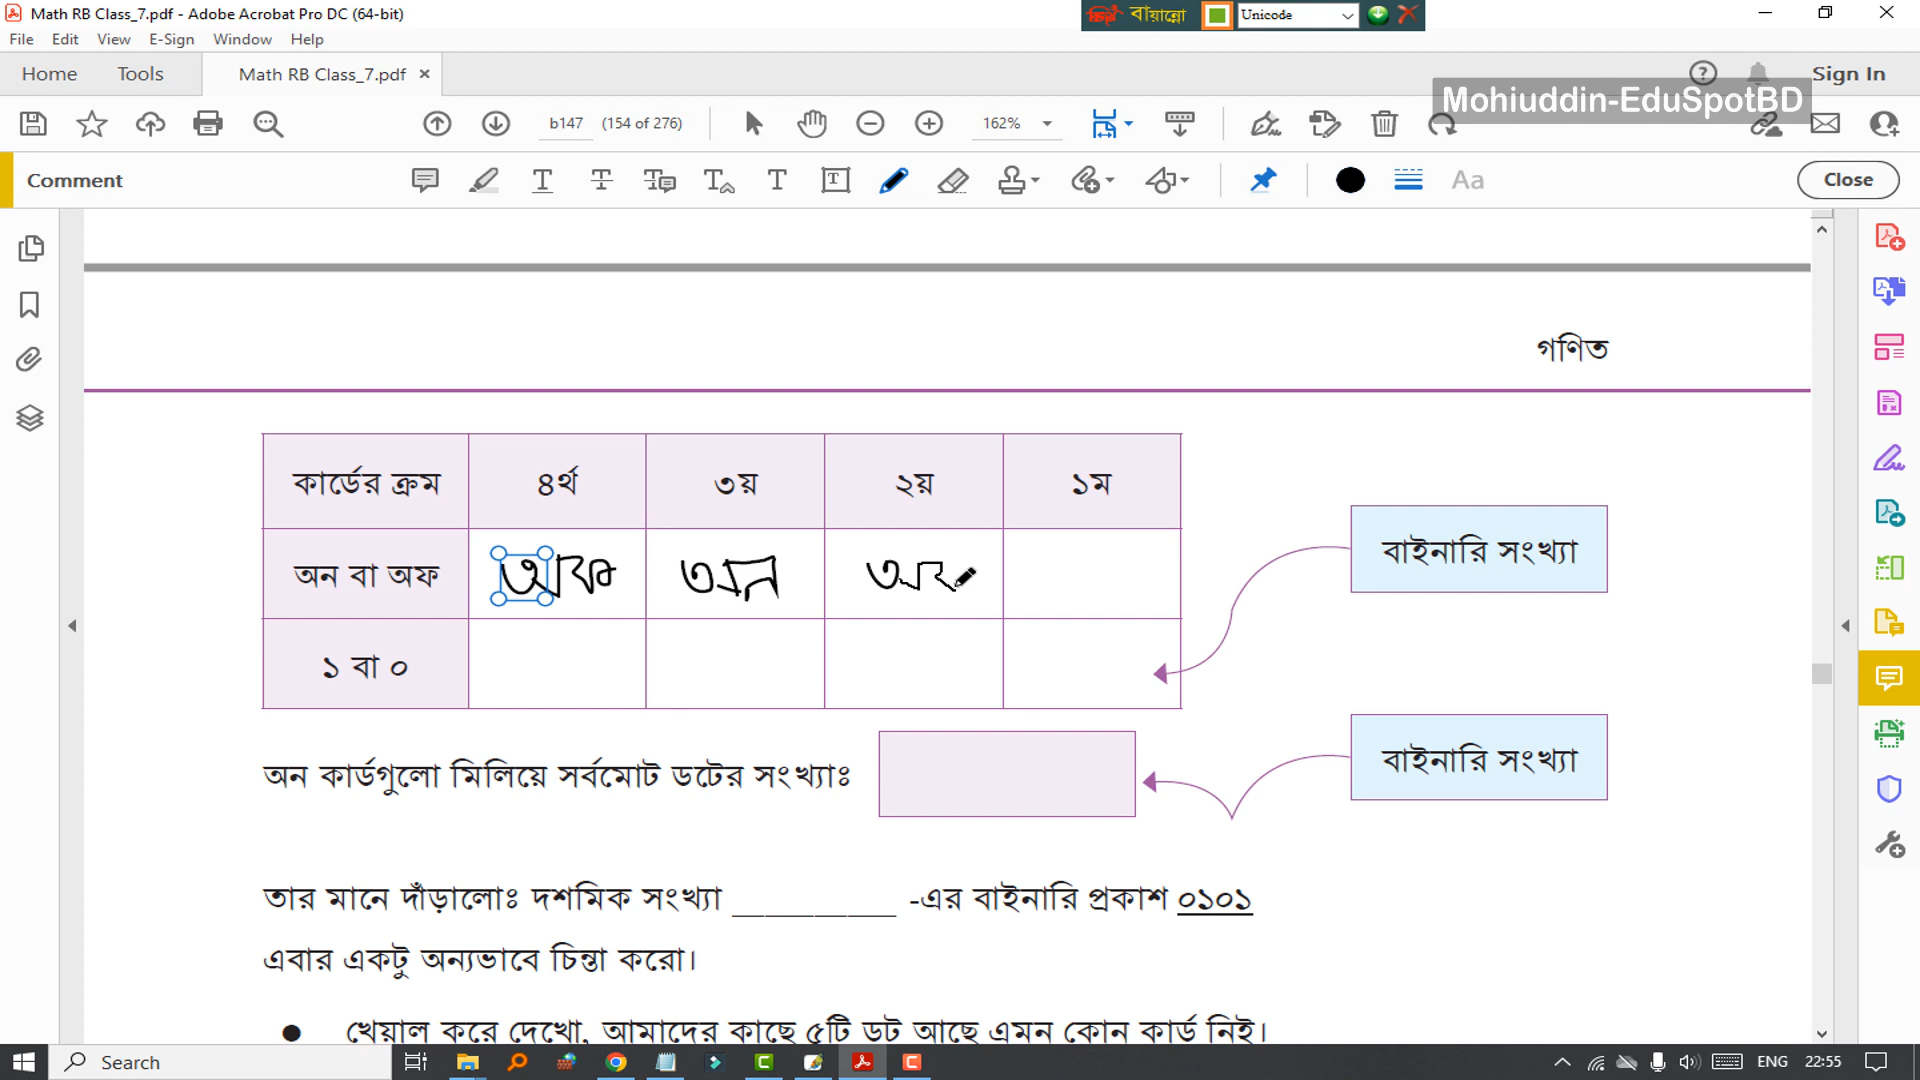 Math RB Class_7.pdf - Adobe Acrobat Pro DC (64-bit)
বায়ান্নো Unicode
File Edit View E-Sign Window Help
Home Tools Math RB Class_7.pdf × Sign In
Mohiuddin-EduSpotBD
b147 (154 of 276) 162%
Comment Aa Close
গণিত
কার্ডের ক্রম ৪র্থ ৩য় ২য় ১ম
অন বা অফ অফ অন
১ বা ০
বাইনারি সংখ্যা
অন কার্ডগুলো মিলিয়ে সর্বমোট ডটের সংখ্যাঃ
বাইনারি সংখ্যা
তার মানে দাঁড়ালোঃ দশমিক সংখ্যা __________ -এর বাইনারি প্রকাশ ০১০১
এবার একটু অন্যভাবে চিন্তা করো।
● খেয়াল করে দেখো, আমাদের কাছে ৫টি ডট আছে এমন কোন কার্ড নিই।
Search ENG 22:55